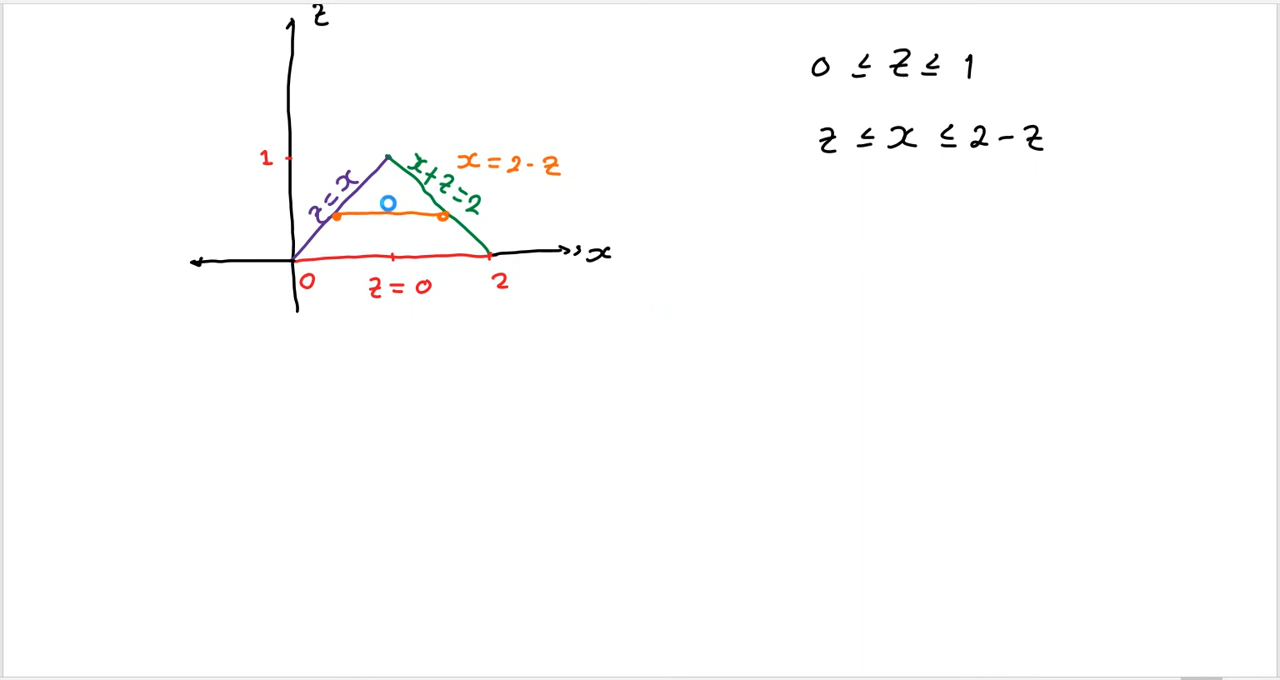 z
0 ≤ z ≤ 1
z ≤ x ≤ 2 - z
1
z = x
x + z = 2
x = 2 - z
x
0
z = 0
2